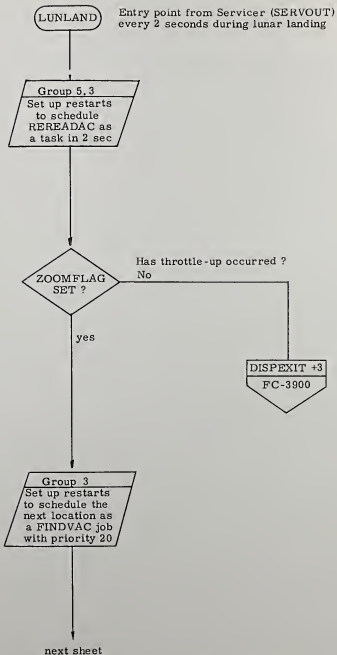 LUNLAND
Entry point from Servicer (SERVOUT)
every 2 seconds during lunar landing
Group 5.3
Set up restarts
to schedule
REREADAC as
a task in 2 sec
ZOOMFLAG
SET ?
Has throttle-up occurred ?
No
yes
DISPEXIT +3
FC-3900
Group 3
Set up restarts
to schedule the
next location as
a FINDVAC job
with priority 20
next sheet